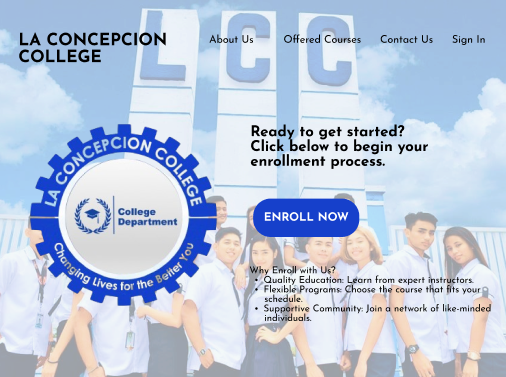 LA CONCEPCION
COLLEGE
About Us
Offered Courses
Contact Us
Sign In
LCC
Ready to get started?
Click below to begin your
enrollment process.
LA CONCEPCION COLLEGE
College
Department
Changing Lives for the Better You
ENROLL NOW
Why Enroll with Us?
• Quality Education: Learn from expert instructors.
• Flexible Programs: Choose the course that fits your
schedule.
• Supportive Community: Join a network of like-minded
individuals.